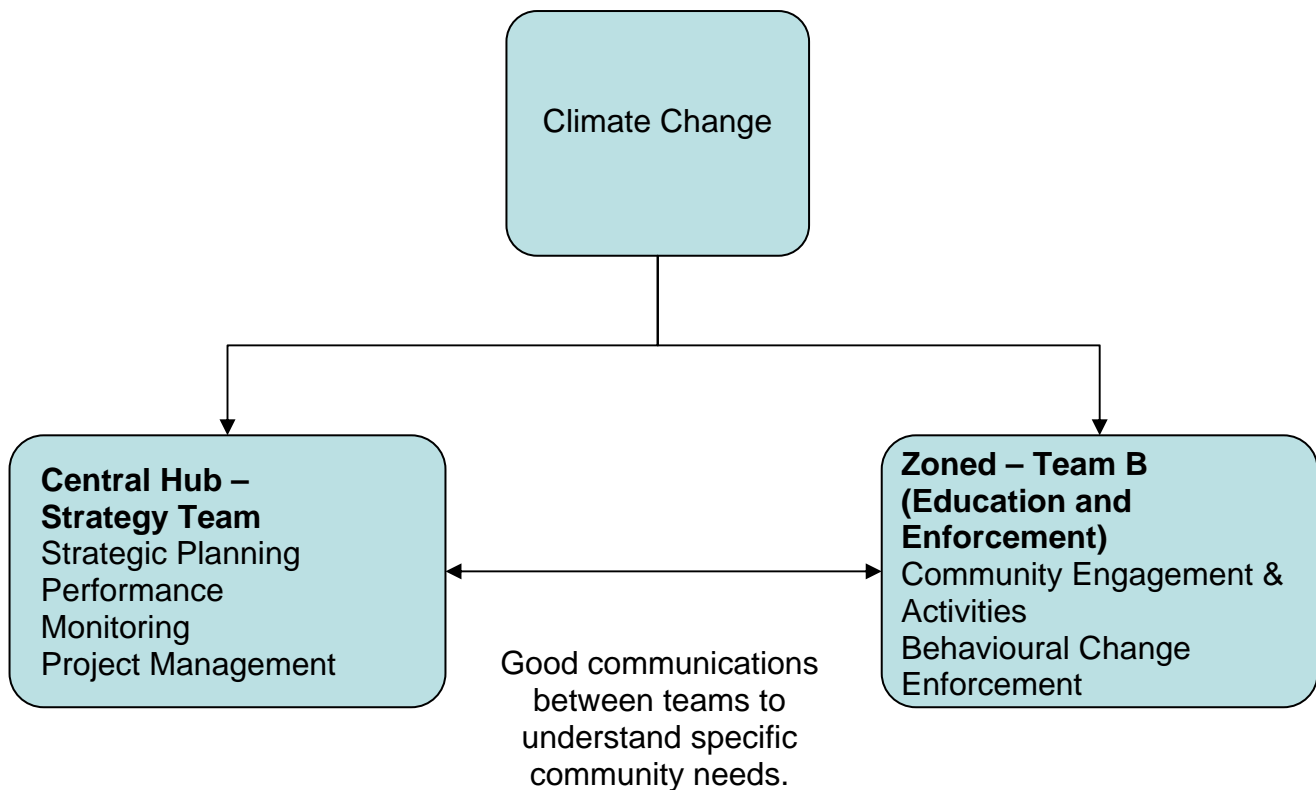 Climate Change
Central Hub –
Strategy Team
Strategic Planning
Performance
Monitoring
Project Management
Zoned – Team B
(Education and
Enforcement)
Community Engagement &
Activities
Behavioural Change
Enforcement
Good communications
between teams to
understand specific
community needs.